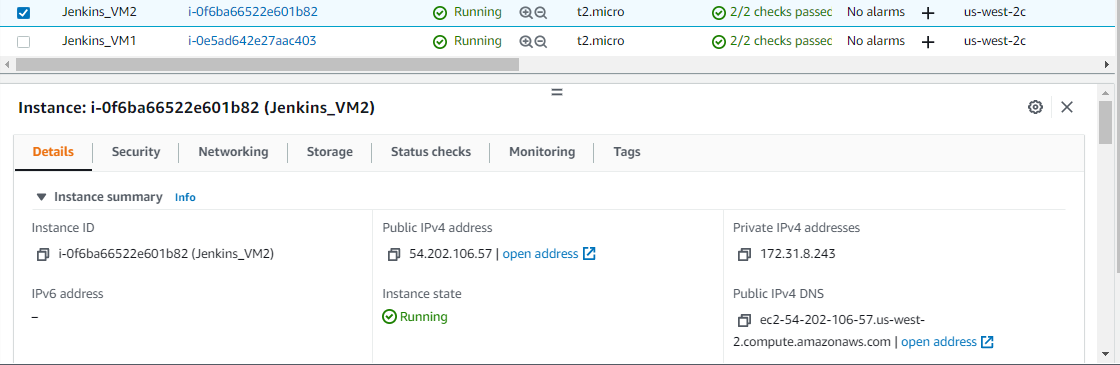 Jenkins_VM2 i-0f6ba66522e601b82 Running t2.micro 2/2 checks passed No alarms us-west-2c
Jenkins_VM1 i-0e5ad642e27aac403 Running t2.micro 2/2 checks passed No alarms us-west-2c
Instance: i-0f6ba66522e601b82 (Jenkins_VM2)
Details Security Networking Storage Status checks Monitoring Tags
Instance summary Info
Instance ID Public IPv4 address Private IPv4 addresses
i-0f6ba66522e601b82 (Jenkins_VM2) 54.202.106.57 | open address 172.31.8.243
IPv6 address Instance state Public IPv4 DNS
– Running ec2-54-202-106-57.us-west-
2.compute.amazonaws.com | open address